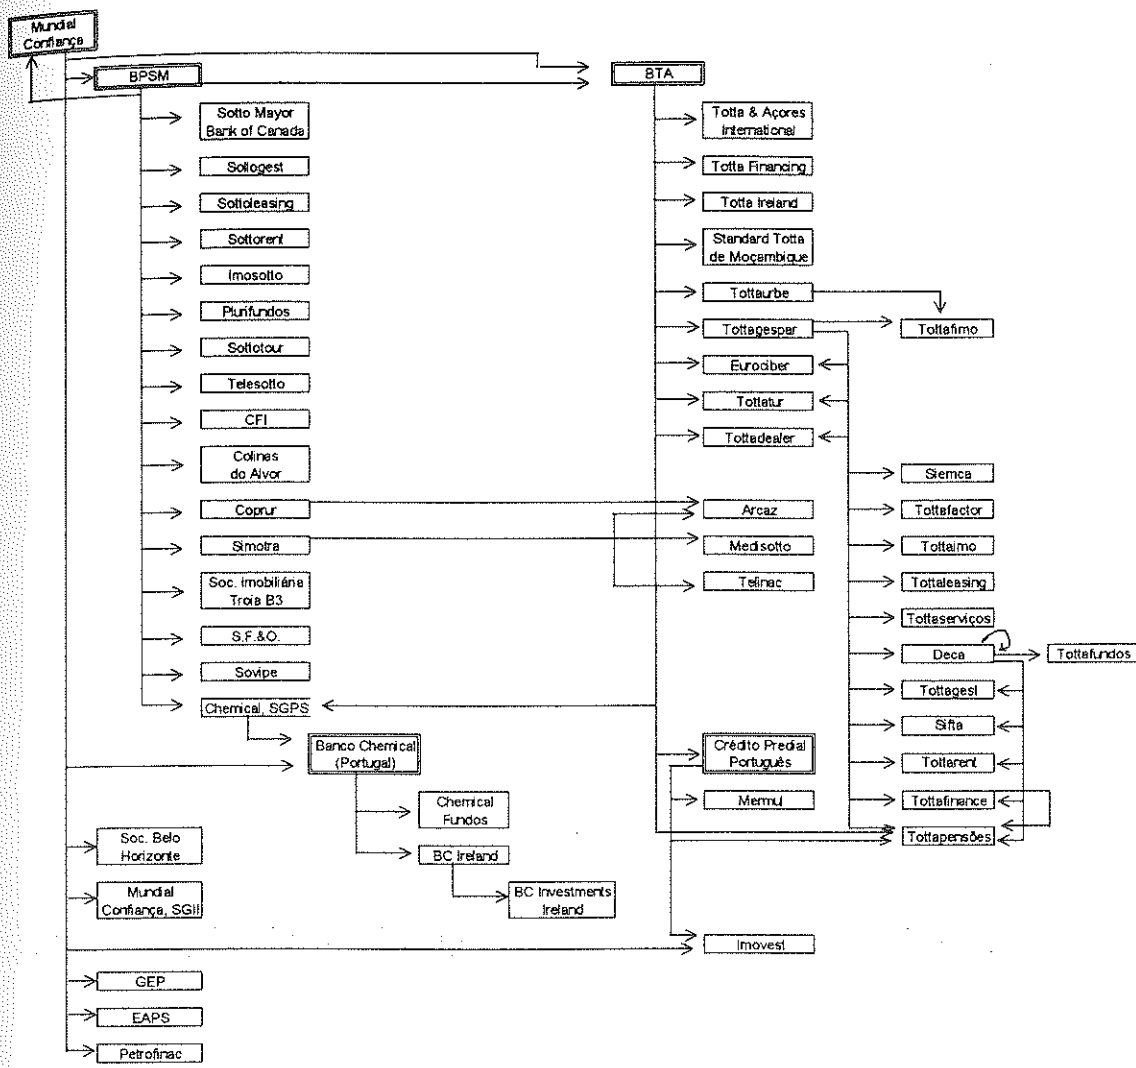 Mundial
Confiança
BPSM
BTA
Sotto Mayor
Bank of Canada
Sottogest
Sottoleasing
Sottorent
Imosotto
Plurifundos
Sottotour
Telesotto
CFI
Colinas
do Alvor
Coprur
Simotra
Soc. Imobiliária
Troia B3
S.F.&O.
Sovipe
Chemical, SGPS
Banco Chemical
(Portugal)
Chemical
Fundos
BC Ireland
BC Investments
Ireland
Soc. Belo
Horizonte
Mundial
Confiança, SGII
GEP
EAPS
Petrofinac
Totta & Açores
International
Totta Financing
Totta Ireland
Standard Totta
de Moçambique
Tottaurbe
Tottagespar
Eurociber
Tottatur
Tottadealer
Arcaz
Medisotto
Telinac
Crédito Predial
Português
Mermul
Imovest
Tottafimo
Siemca
Tottafactor
Tottaimo
Tottaleasing
Tottaserviços
Deca
Tottafundos
Tottagest
Sifta
Tottarent
Tottafinance
Tottapensões